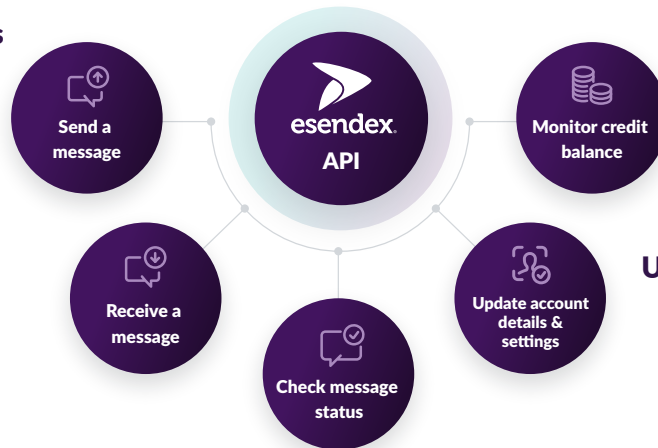 s
esendex.
API
Send a
message
Monitor credit
balance
Receive a
message
Update account
details &
settings
U
Check message
status